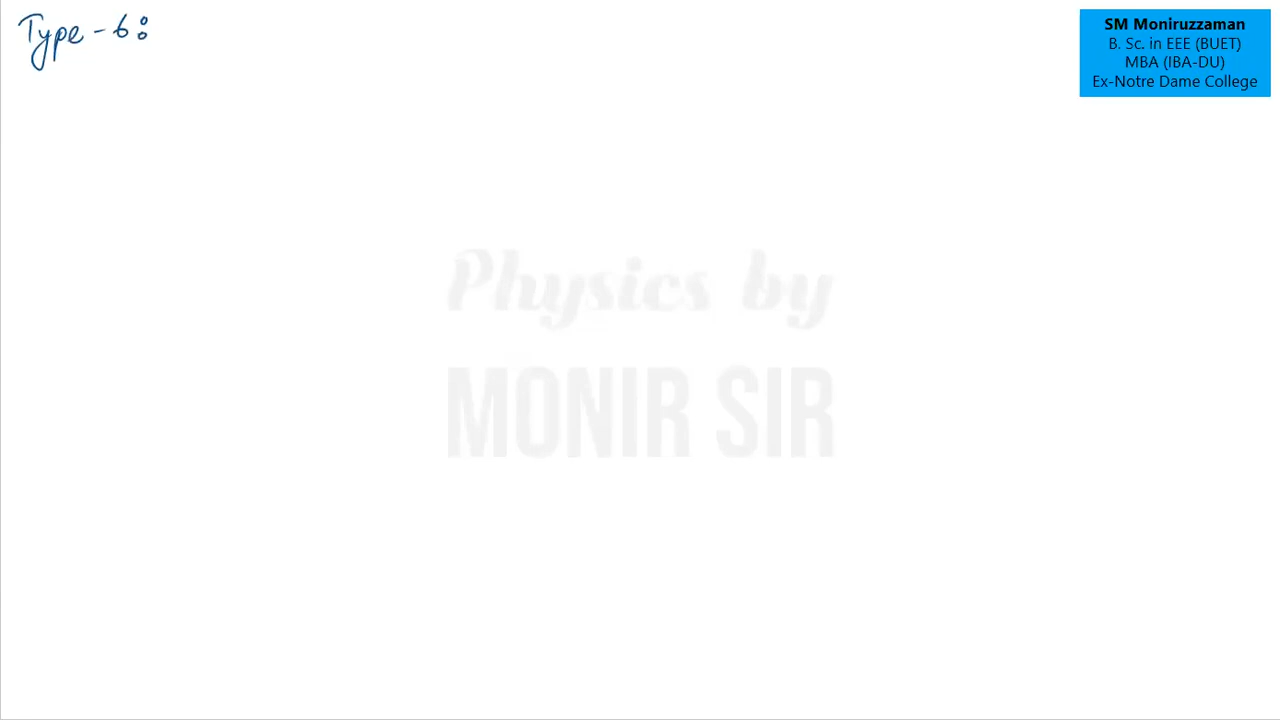 Type - 6:
SM Moniruzzaman
B. Sc. in EEE (BUET)
MBA (IBA-DU)
Ex-Notre Dame College
Physics by
MONIR SIR